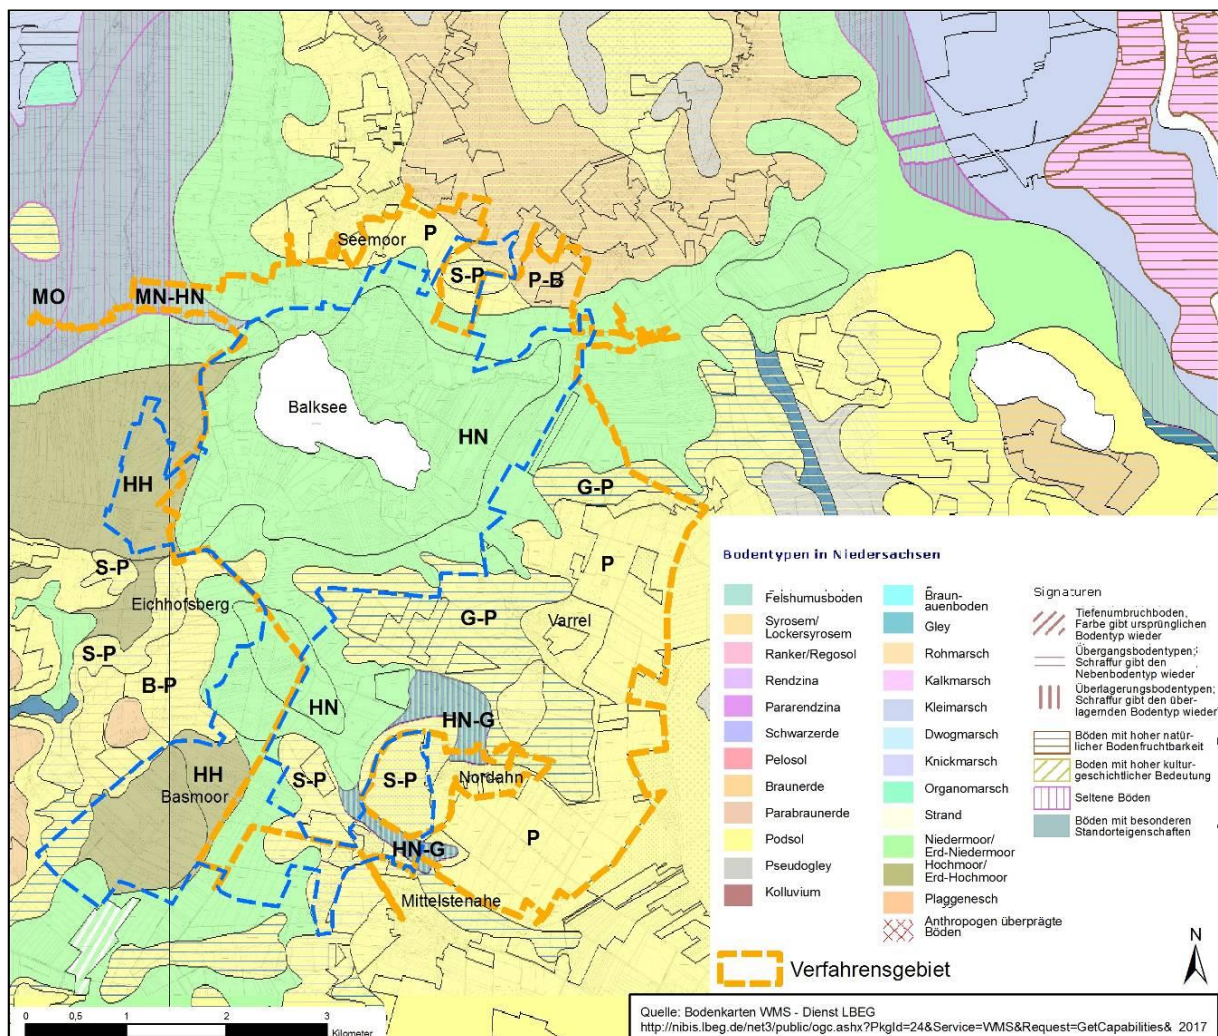 Seemoor
P
S-P
P-B
MO
MN-HN
Balksee
HN
HH
G-P
S-P
Eichhofsberg
P
G-P
Varrel
S-P
B-P
HN
HN-G
HH
Basmoor
S-P
S-P
Nordahn
P
HN-G
Mittelstenahe
Bodentypen in Niedersachsen
Felshumusboden
Syrosem/
Lockersyrosem
Ranker/Regosol
Rendzina
Pararendzina
Schwarzerde
Pelosol
Braunerde
Parabraunerde
Podsol
Pseudogley
Kolluvium
Braun-
auenboden
Gley
Rohmarsch
Kalkmarsch
Kleimarsch
Dwogmarsch
Knickmarsch
Organomarsch
Strand
Niedermoor/
Erd-Niedermoor
Hochmoor/
Erd-Hochmoor
Plaggenesch
Anthropogen überprägte
Böden
Signaturen
Tiefenumbruchboden,
Farbe gibt ursprünglichen
Bodentyp wieder
Übergangsbodentypen;
Schraffur gibt den
Nebenbodentyp wieder
Überlagerungsbodentypen;
Schraffur gibt den über-
lagernden Bodentyp wieder
Böden mit hoher natür-
licher Bodenfruchtbarkeit
Boden mit hoher kultur-
geschichtlicher Bedeutung
Seltene Böden
Böden mit besonderen
Standorteigenschaften
Verfahrensgebiet
N
0 0,5 1 2 3
Kilometer
Quelle: Bodenkarten WMS - Dienst LBEG
http://nibis.lbeg.de/net3/public/ogc.ashx?PkgId=24&Service=WMS&Request=GetCapabilities& 2017